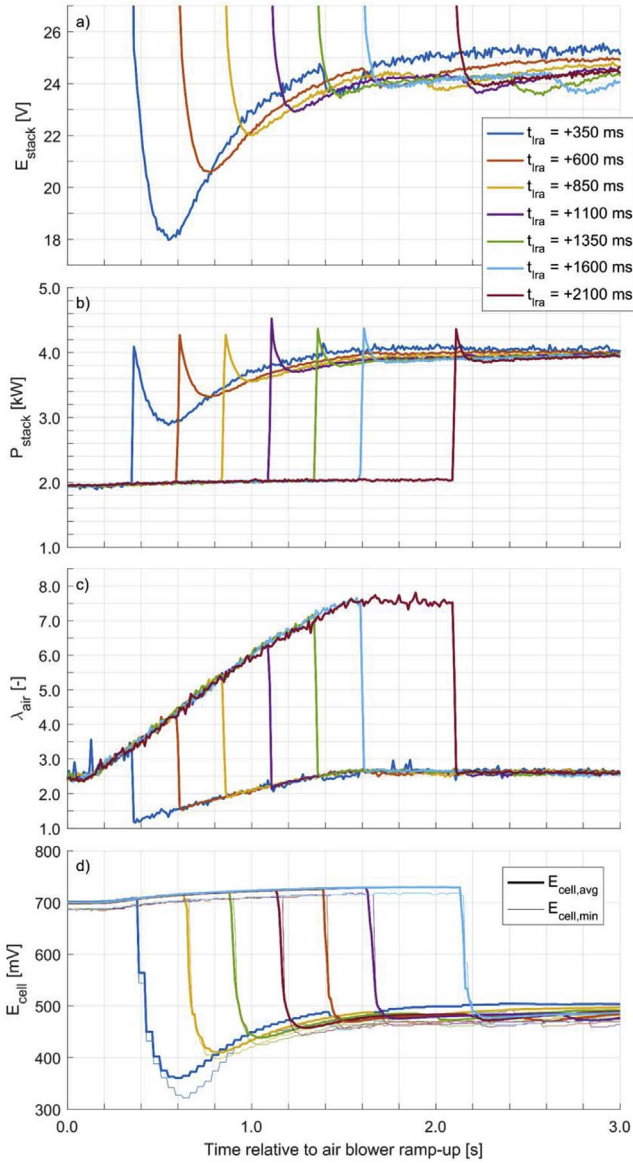 a)
26
24
22
20
18
E_stack [V]
t_lra = +350 ms
t_lra = +600 ms
t_lra = +850 ms
t_lra = +1100 ms
t_lra = +1350 ms
t_lra = +1600 ms
t_lra = +2100 ms
b)
5.0
4.0
3.0
2.0
1.0
P_stack [kW]
c)
8.0
7.0
6.0
5.0
4.0
3.0
2.0
1.0
λ_air [-]
d)
800
700
600
500
400
300
E_cell [mV]
E_cell,avg
E_cell,min
0.0 1.0 2.0 3.0
Time relative to air blower ramp-up [s]